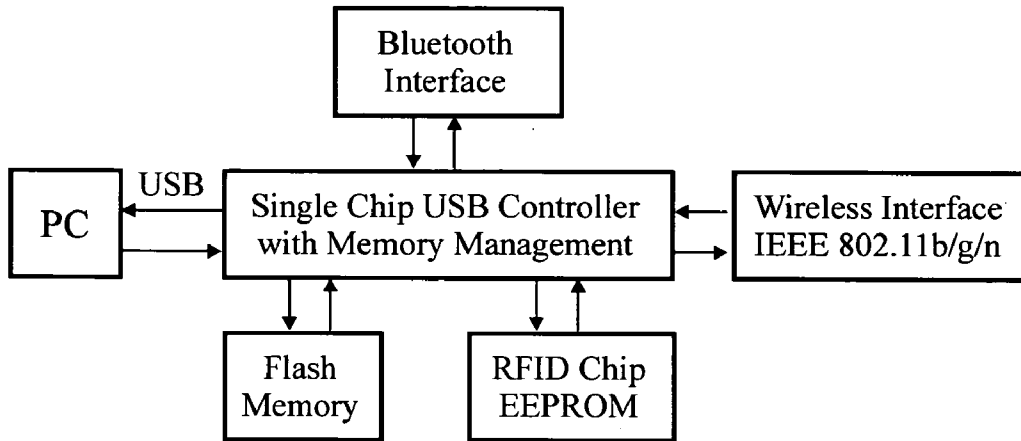 Bluetooth
Interface
USB
PC
Single Chip USB Controller
with Memory Management
Wireless Interface
IEEE 802.11b/g/n
Flash
Memory
RFID Chip
EEPROM